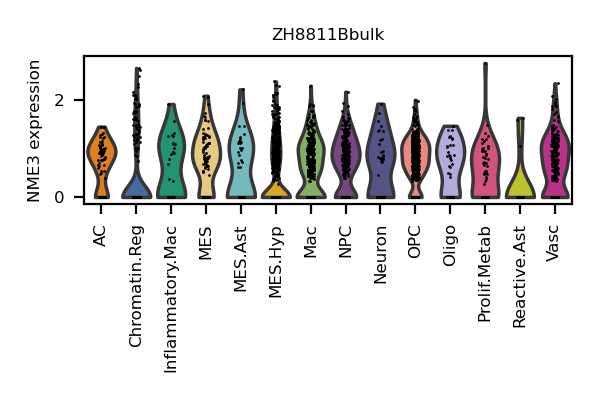 ZH8811Bbulk
NME3 expression
2
0
AC
Chromatin.Reg
Inflammatory.Mac
MES
MES.Ast
MES.Hyp
Mac
NPC
Neuron
OPC
Oligo
Prolif.Metab
Reactive.Ast
Vasc